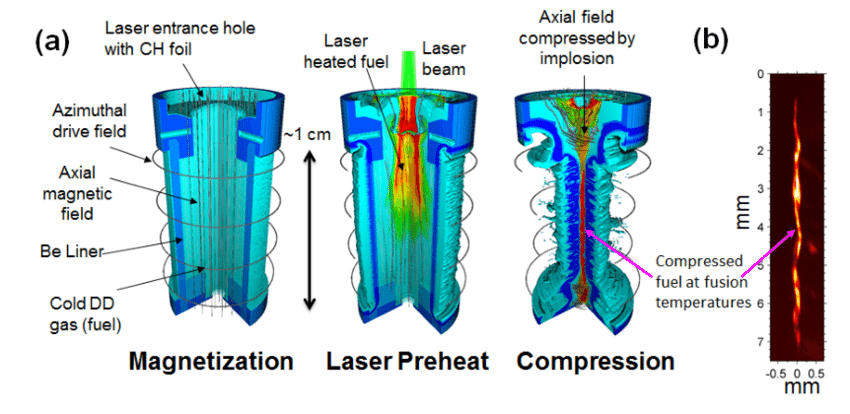 (a)
Laser entrance hole
with CH foil
Azimuthal
drive field
Axial
magnetic
field
Be Liner
Cold DD
gas (fuel)
~1 cm
Magnetization
Laser
heated fuel
Laser
beam
Laser Preheat
Axial field
compressed by
implosion
Compressed
fuel at fusion
temperatures
Compression
(b)
0
1
2
3
4
5
6
7
mm
-0.5 0 0.5
mm